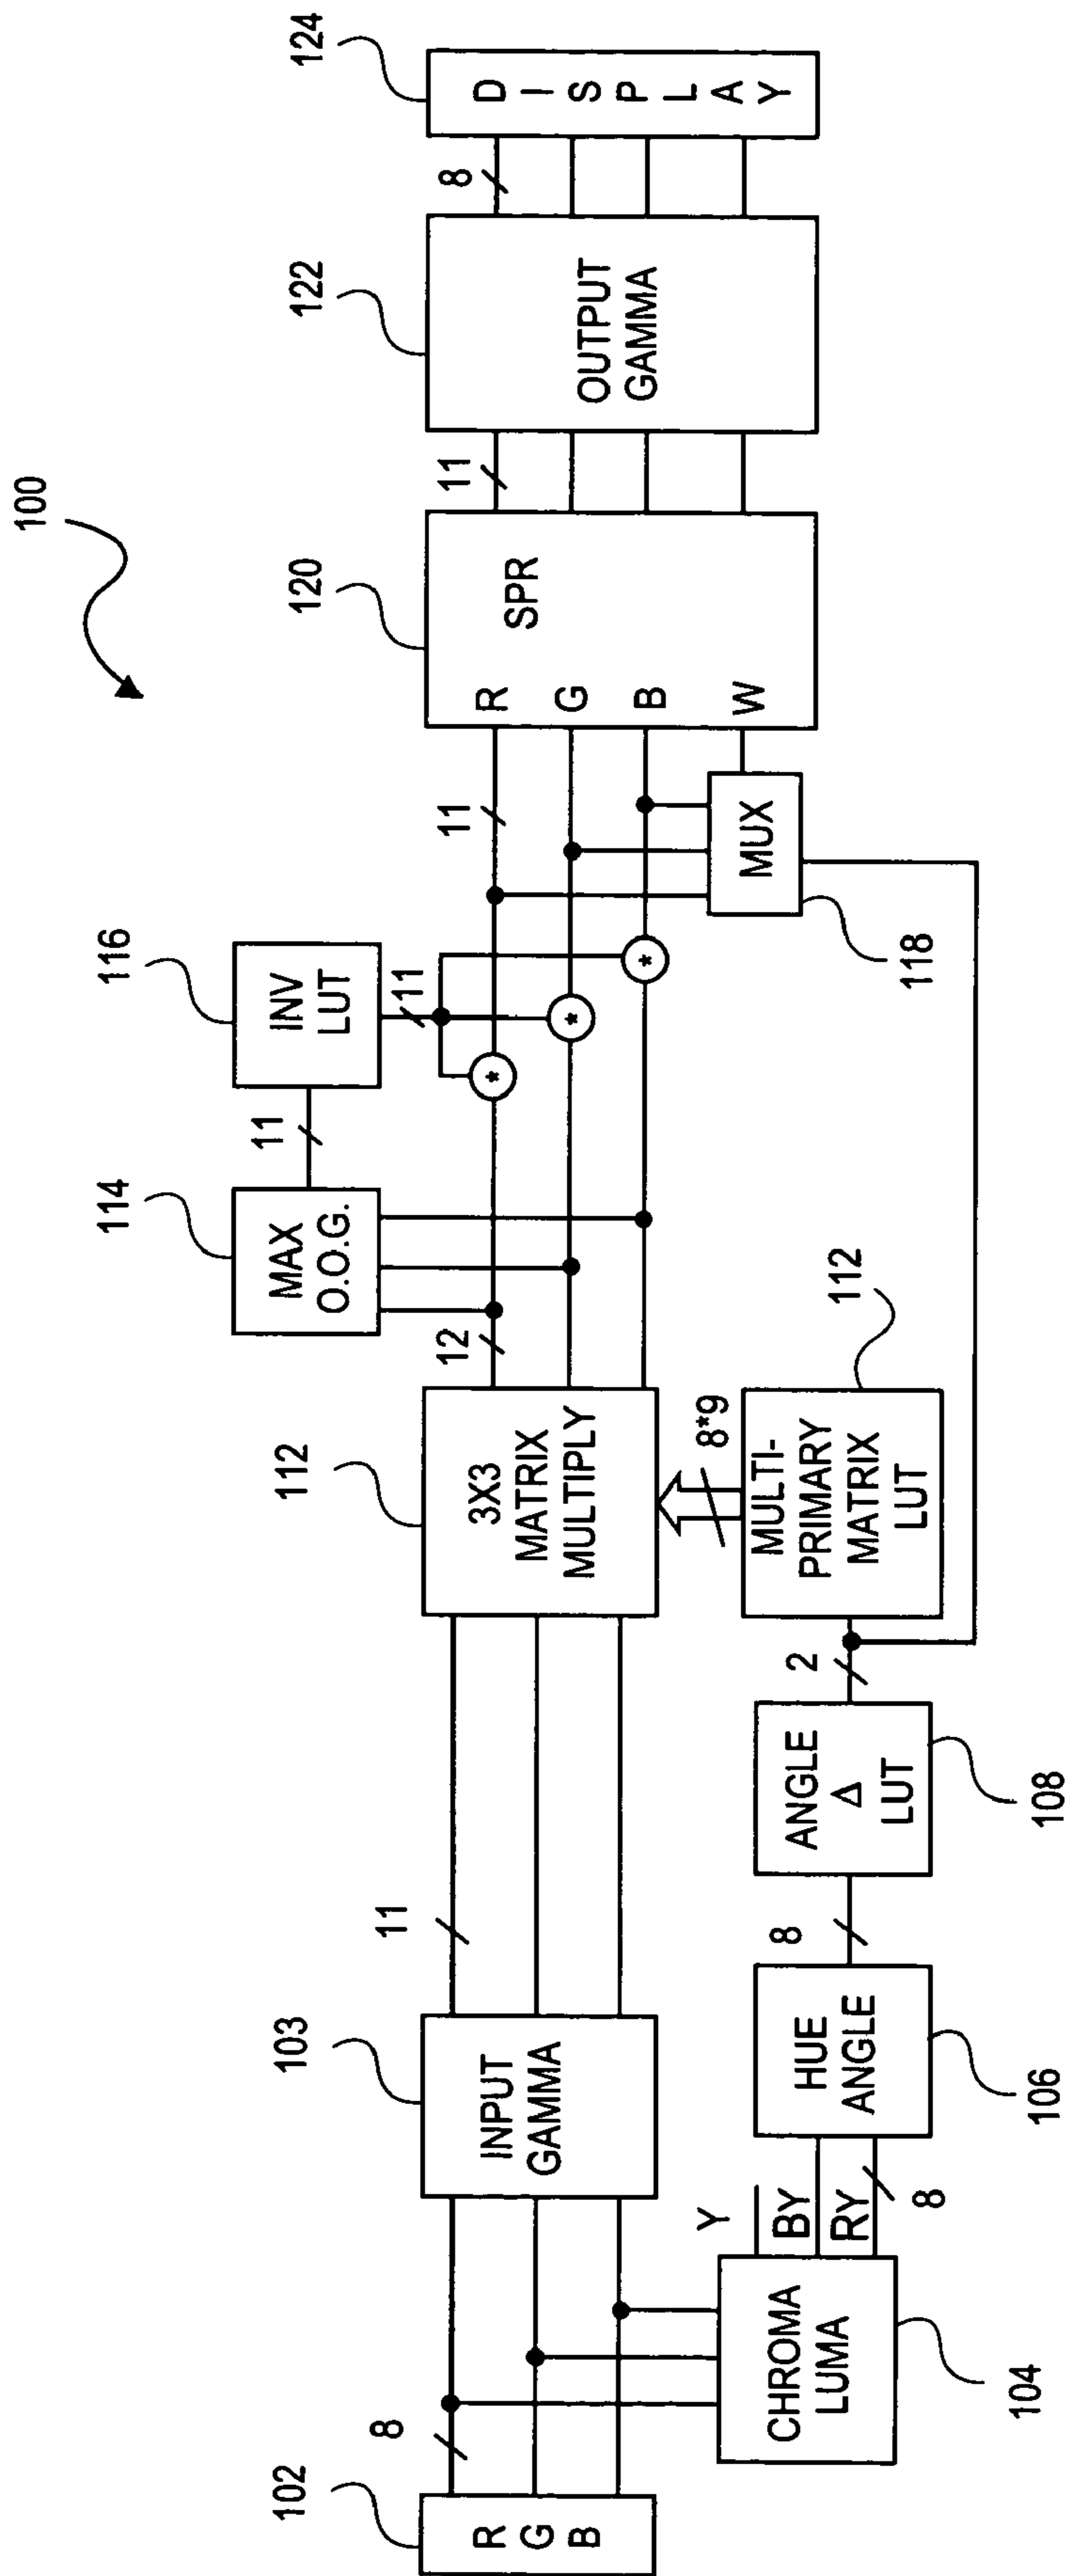 100
102
R
G
B
8
103
INPUT
GAMMA
11
112
3X3
MATRIX
MULTIPLY
12
114
MAX
O.O.G.
11
116
INV
LUT
11
*
*
*
11
120
SPR
R
G
B
W
11
122
OUTPUT
GAMMA
8
124
D
I
S
P
L
A
Y
CHROMA
LUMA
104
Y
BY
RY
8
HUE
ANGLE
106
8
ANGLE
Δ
LUT
108
2
MULTI-
PRIMARY
MATRIX
LUT
112
8*9
MUX
118